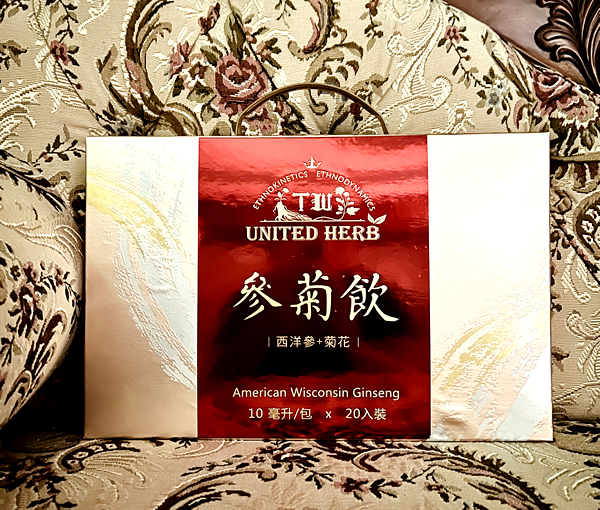 ETHNOKINETICS ETHNODYNAMICS
TW
UNITED HERB
參菊飲
|西洋參+菊花|
American Wisconsin Ginseng
10 毫升/包 x 20入裝